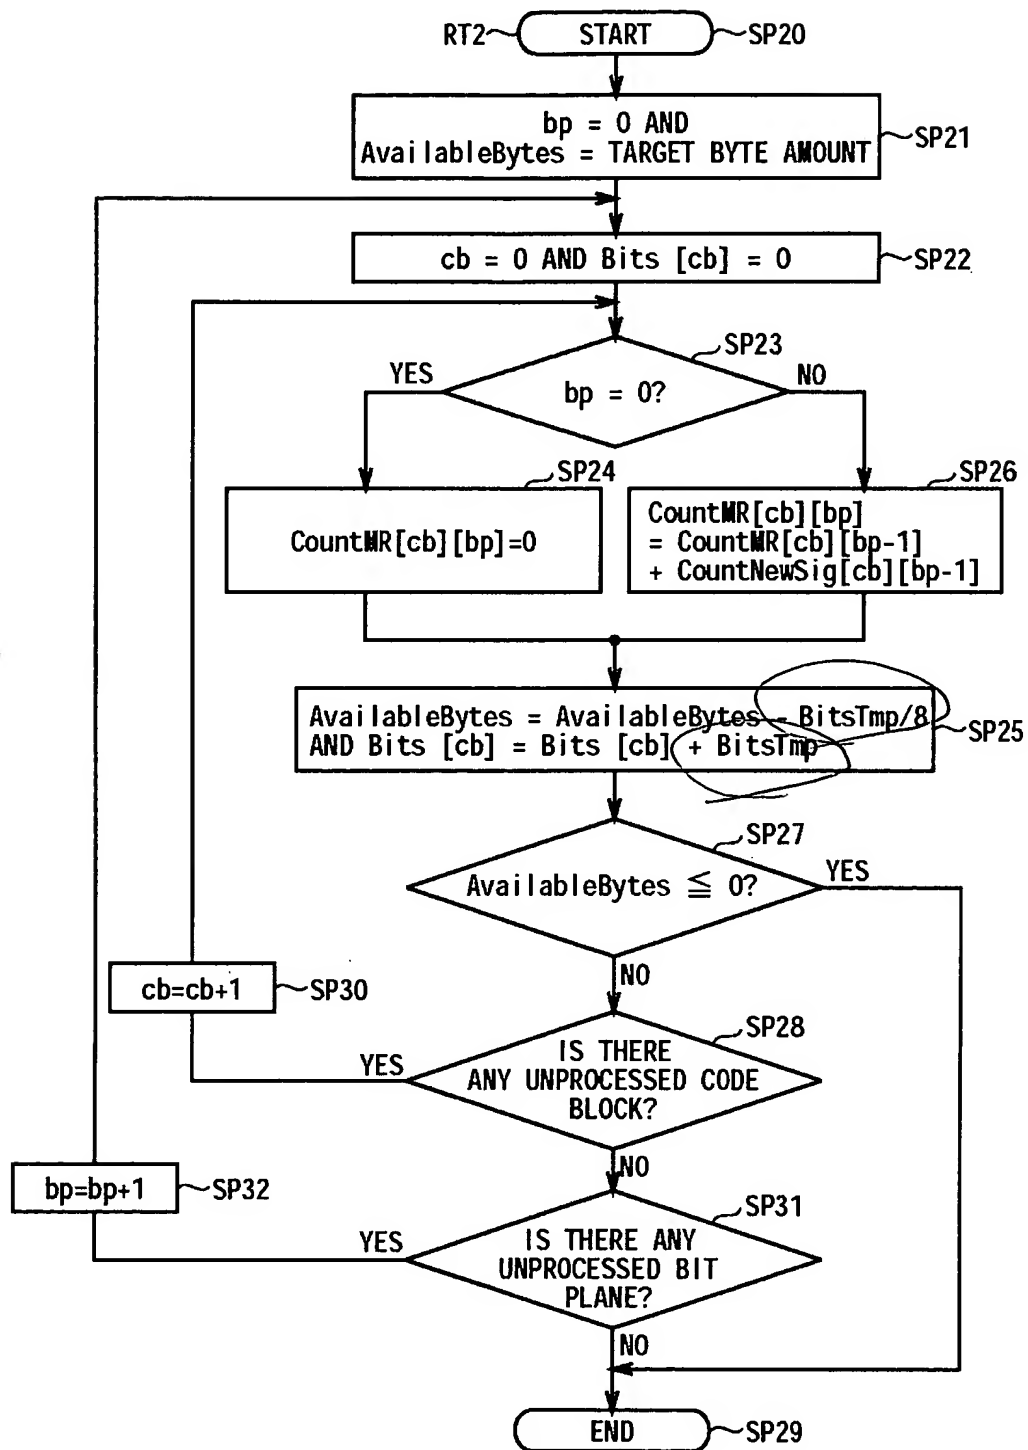 RT2 START SP20
bp = 0 AND
AvailableBytes = TARGET BYTE AMOUNT
SP21
cb = 0 AND Bits [cb] = 0
SP22
SP23
YES
NO
bp = 0?
SP24
SP26
CountMR[cb][bp]=0
CountMR[cb][bp]
= CountMR[cb][bp-1]
+ CountNewSig[cb][bp-1]
AvailableBytes = AvailableBytes - BitsTmp/8
AND Bits [cb] = Bits [cb] + BitsTmp
SP25
SP27
AvailableBytes ≦ 0?
YES
NO
cb=cb+1
SP30
SP28
YES
IS THERE
ANY UNPROCESSED CODE
BLOCK?
NO
bp=bp+1
SP32
SP31
YES
IS THERE ANY
UNPROCESSED BIT
PLANE?
NO
END
SP29